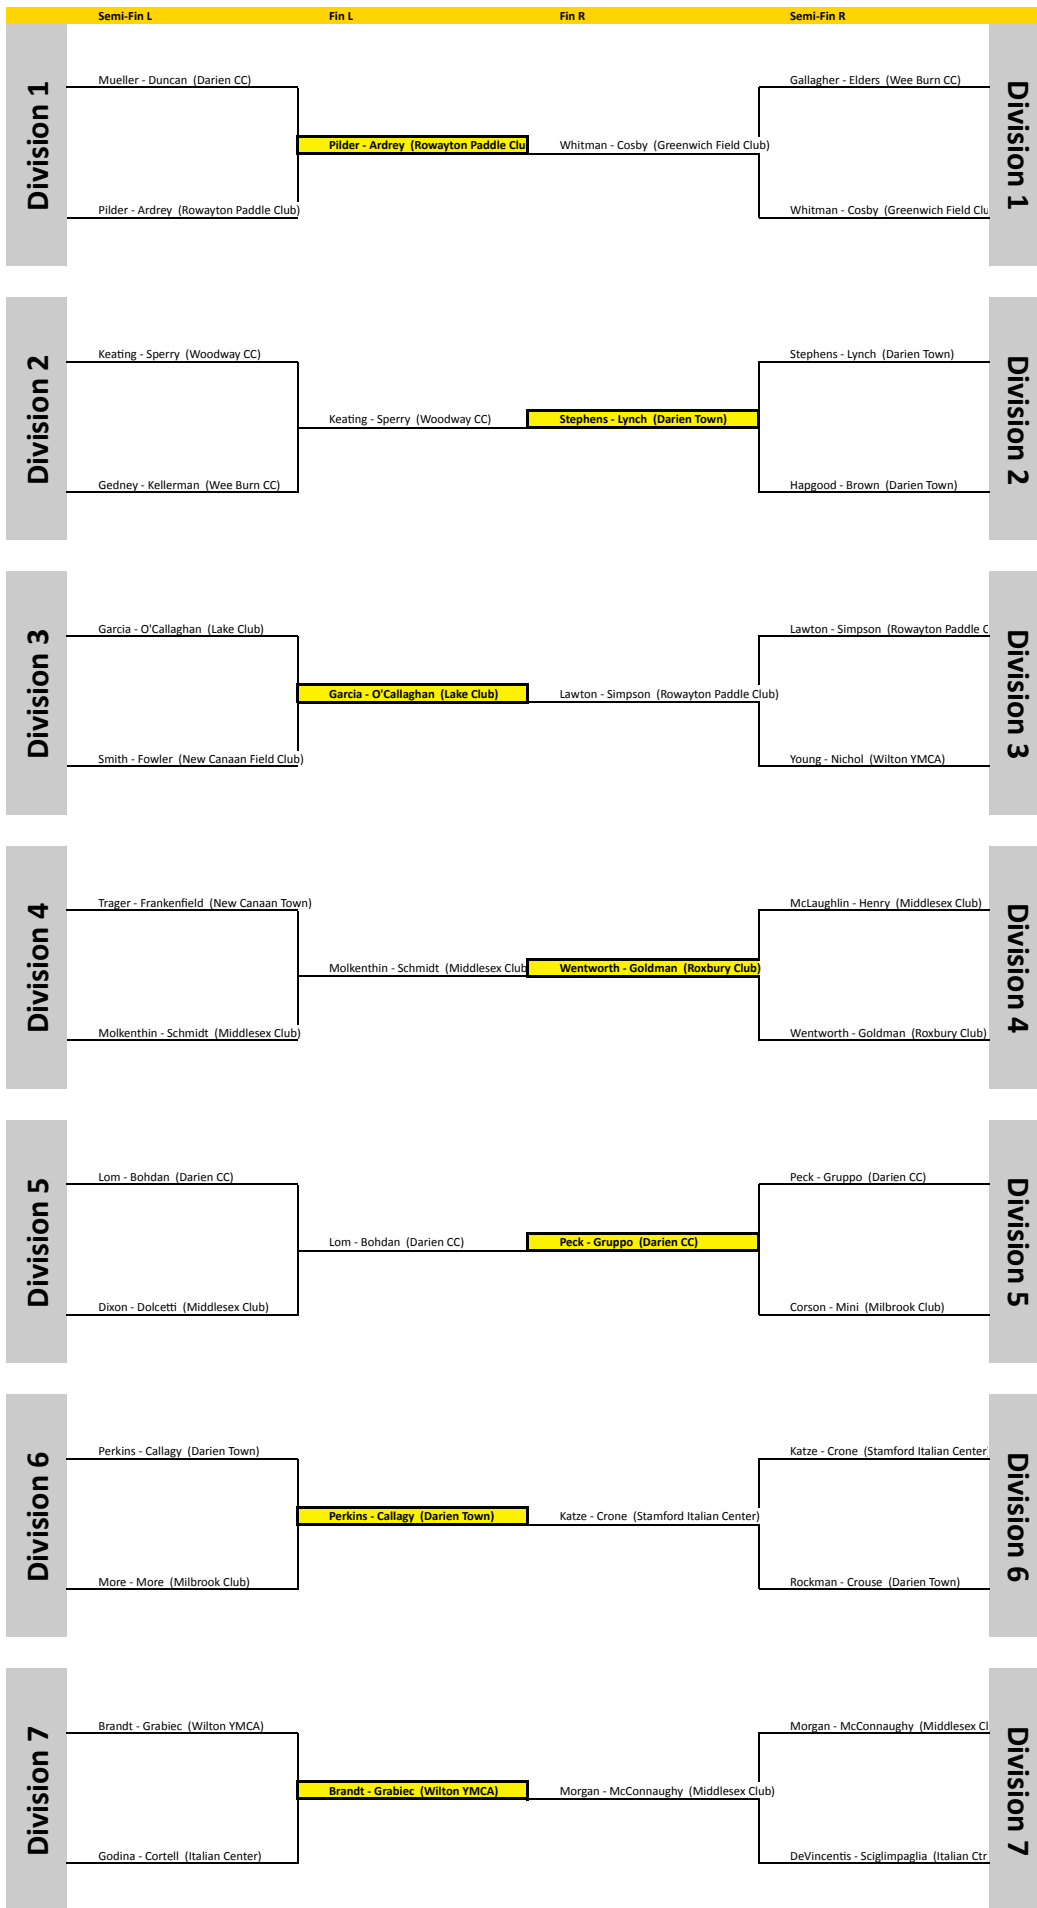 Semi-Fin L Fin L Fin R Semi-Fin R
Division 1
Mueller - Duncan (Darien CC)
Gallagher - Elders (Wee Burn CC)
Pilder - Ardrey (Rowayton Paddle Clu
Whitman - Cosby (Greenwich Field Club)
Pilder - Ardrey (Rowayton Paddle Club)
Whitman - Cosby (Greenwich Field Clu
Division 1
Division 2
Keating - Sperry (Woodway CC)
Stephens - Lynch (Darien Town)
Keating - Sperry (Woodway CC)
Stephens - Lynch (Darien Town)
Gedney - Kellerman (Wee Burn CC)
Hapgood - Brown (Darien Town)
Division 2
Division 3
Garcia - O'Callaghan (Lake Club)
Lawton - Simpson (Rowayton Paddle C
Garcia - O'Callaghan (Lake Club)
Lawton - Simpson (Rowayton Paddle Club)
Smith - Fowler (New Canaan Field Club)
Young - Nichol (Wilton YMCA)
Division 3
Division 4
Trager - Frankenfield (New Canaan Town)
McLaughlin - Henry (Middlesex Club)
Molkenthin - Schmidt (Middlesex Club
Wentworth - Goldman (Roxbury Club)
Molkenthin - Schmidt (Middlesex Club)
Wentworth - Goldman (Roxbury Club)
Division 4
Division 5
Lom - Bohdan (Darien CC)
Peck - Gruppo (Darien CC)
Lom - Bohdan (Darien CC)
Peck - Gruppo (Darien CC)
Dixon - Dolcetti (Middlesex Club)
Corson - Mini (Milbrook Club)
Division 5
Division 6
Perkins - Callagy (Darien Town)
Katze - Crone (Stamford Italian Center)
Perkins - Callagy (Darien Town)
Katze - Crone (Stamford Italian Center)
More - More (Milbrook Club)
Rockman - Crouse (Darien Town)
Division 6
Division 7
Brandt - Grabiec (Wilton YMCA)
Morgan - McConnaughy (Middlesex Cl
Brandt - Grabiec (Wilton YMCA)
Morgan - McConnaughy (Middlesex Club)
Godina - Cortell (Italian Center)
DeVincentis - Sciglimpaglia (Italian Ctr
Division 7